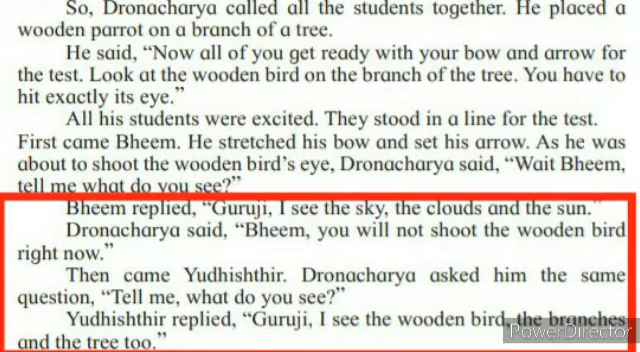 So, Dronacharya called all the students together. He placed a
wooden parrot on a branch of a tree.
He said, “Now all of you get ready with your bow and arrow for
the test. Look at the wooden bird on the branch of the tree. You have to
hit exactly its eye.”
All his students were excited. They stood in a line for the test.
First came Bheem. He stretched his bow and set his arrow. As he was
about to shoot the wooden bird’s eye, Dronacharya said, “Wait Bheem,
tell me what do you see?”
Bheem replied, “Guruji, I see the sky, the clouds and the sun.”
Dronacharya said, “Bheem, you will not shoot the wooden bird
right now.”
Then came Yudhishthir. Dronacharya asked him the same
question, “Tell me, what do you see?”
Yudhishthir replied, “Guruji, I see the wooden bird, the branches
and the tree too.”
PowerDirector